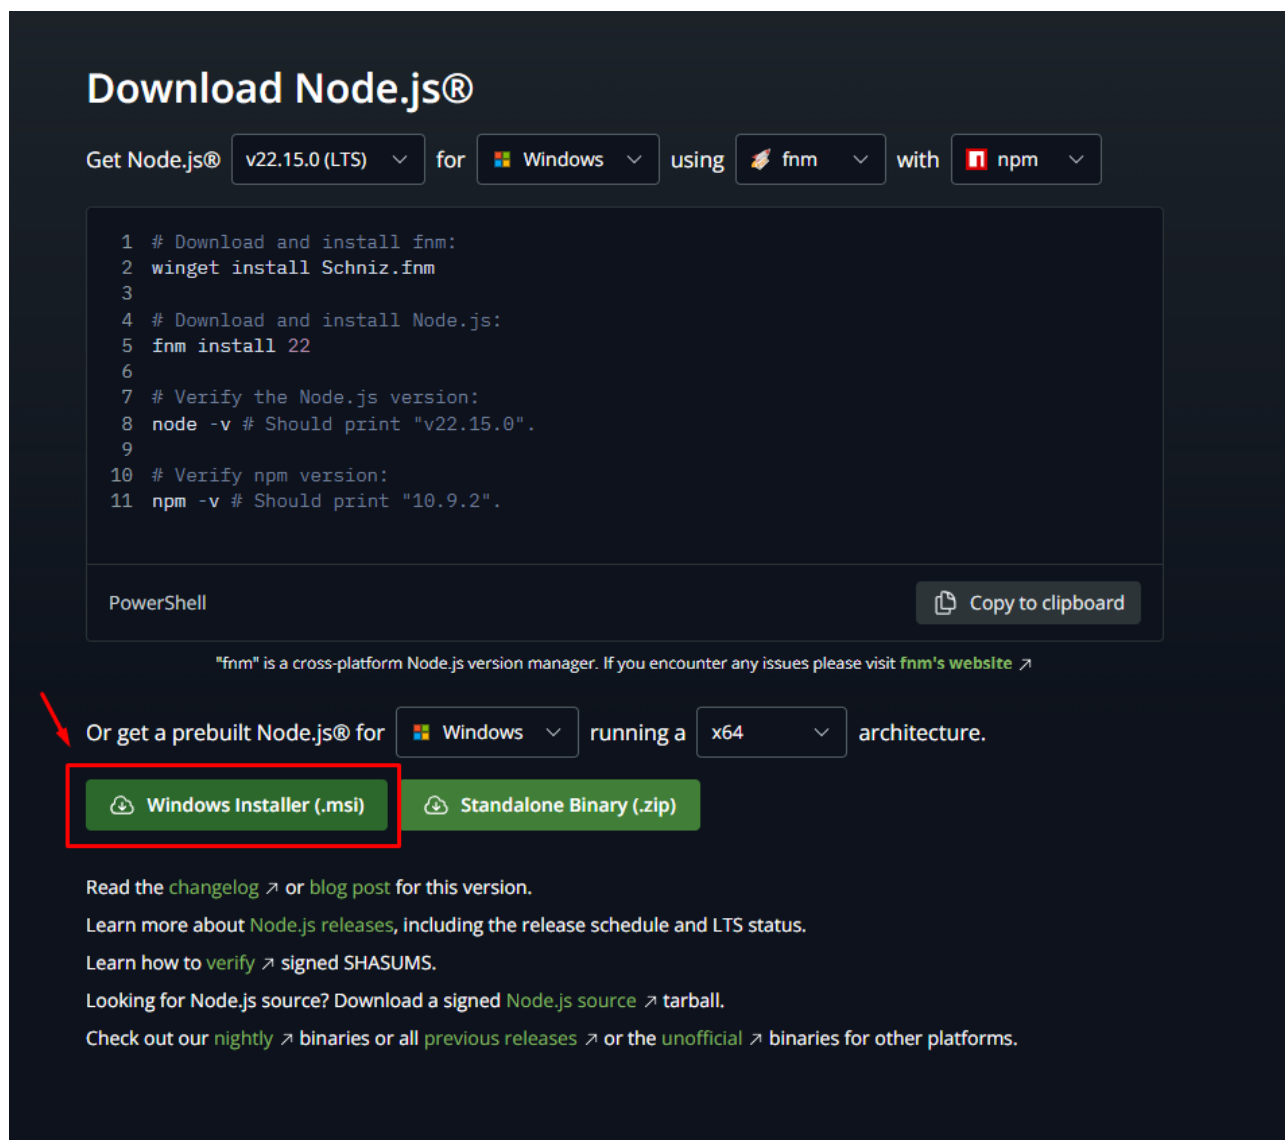 Download Node.js®
Get Node.js® v22.15.0 (LTS) for Windows using fnm with npm
1 # Download and install fnm:
2 winget install Schniz.fnm
3
4 # Download and install Node.js:
5 fnm install 22
6
7 # Verify the Node.js version:
8 node -v # Should print "v22.15.0".
9
10 # Verify npm version:
11 npm -v # Should print "10.9.2".
PowerShell Copy to clipboard
"fnm" is a cross-platform Node.js version manager. If you encounter any issues please visit fnm's website ↗
Or get a prebuilt Node.js® for Windows running a x64 architecture.
Windows Installer (.msi) Standalone Binary (.zip)
Read the changelog ↗ or blog post for this version.
Learn more about Node.js releases, including the release schedule and LTS status.
Learn how to verify ↗ signed SHASUMS.
Looking for Node.js source? Download a signed Node.js source ↗ tarball.
Check out our nightly ↗ binaries or all previous releases ↗ or the unofficial ↗ binaries for other platforms.